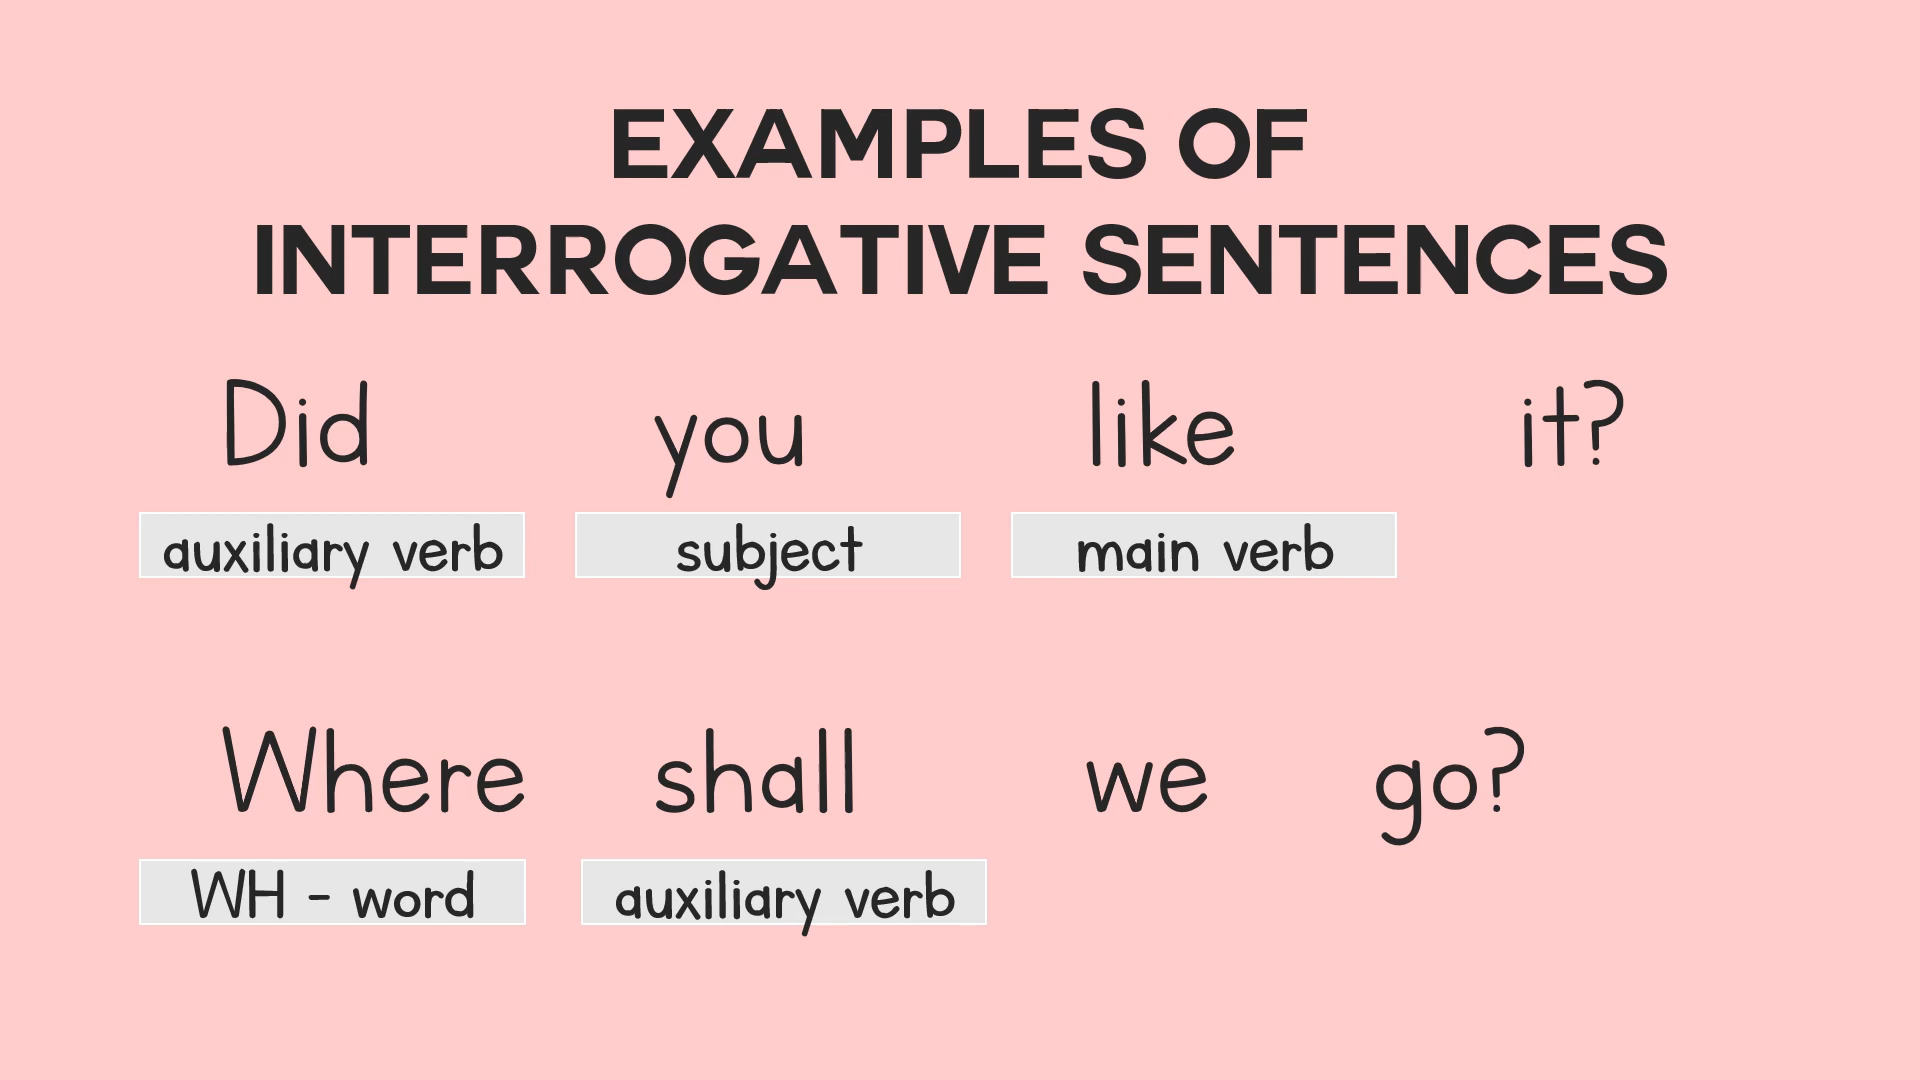 EXAMPLES OF
INTERROGATIVE SENTENCES
Did you like it?
auxiliary verb subject main verb
Where shall we go?
WH - word auxiliary verb